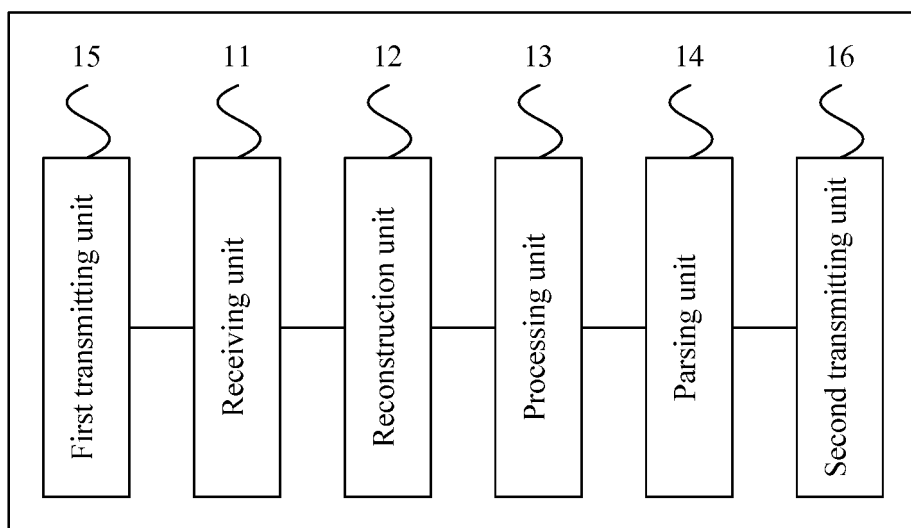 15 11 12 13 14 16
First transmitting unit
Receiving unit
Reconstruction unit
Processing unit
Parsing unit
Second transmitting unit